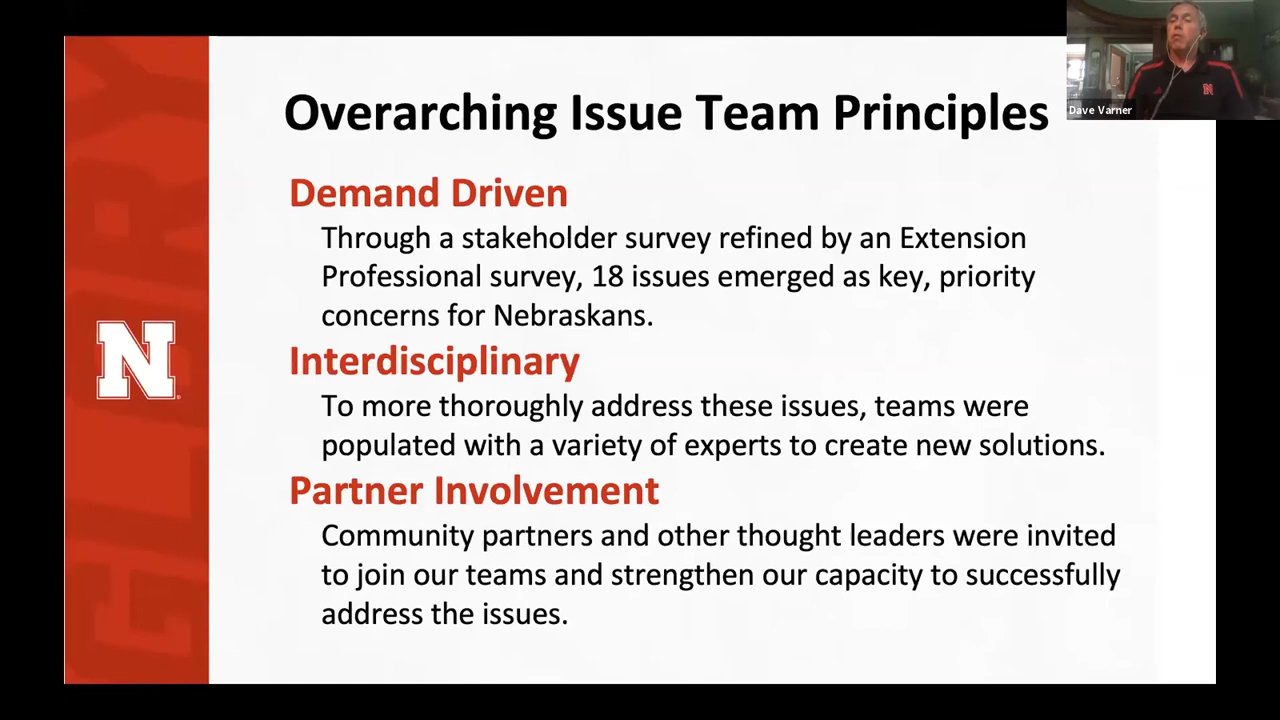 Overarching Issue Team Principles
Dave Varner
Demand Driven
Through a stakeholder survey refined by an Extension
Professional survey, 18 issues emerged as key, priority
concerns for Nebraskans.
Interdisciplinary
To more thoroughly address these issues, teams were
populated with a variety of experts to create new solutions.
Partner Involvement
Community partners and other thought leaders were invited
to join our teams and strengthen our capacity to successfully
address the issues.
GLORY
N
N